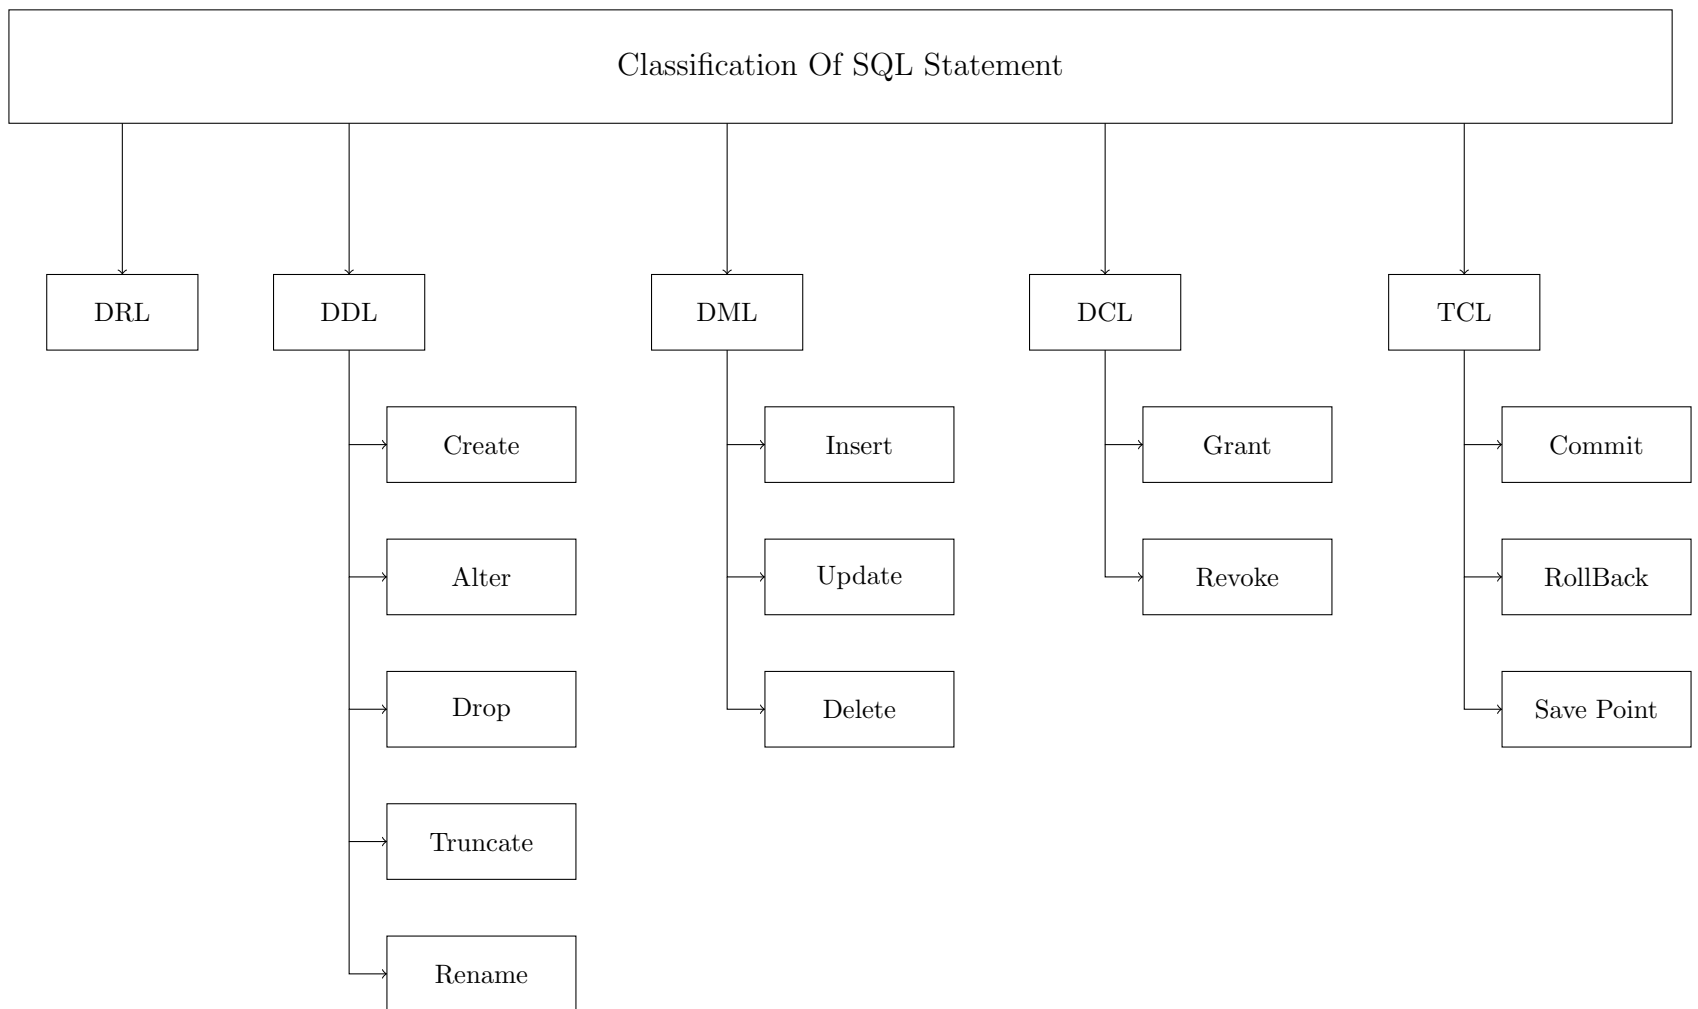 Classification Of SQL Statement
DRL
DDL
DML
DCL
TCL
Create
Insert
Grant
Commit
Alter
Update
Revoke
RollBack
Drop
Delete
Save Point
Truncate
Rename